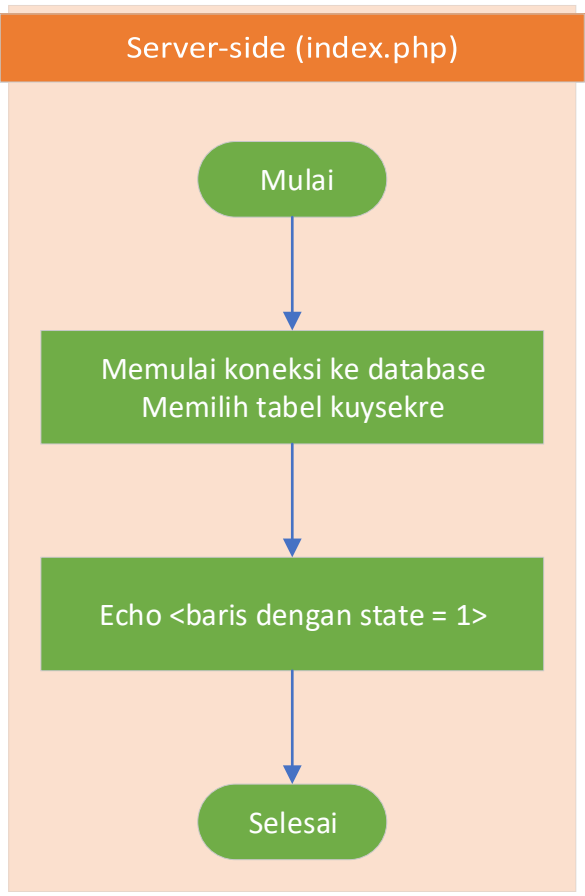 Server-side (index.php)
Mulai
Memulai koneksi ke database
Memilih tabel kuysekre
Echo <baris dengan state = 1>
Selesai